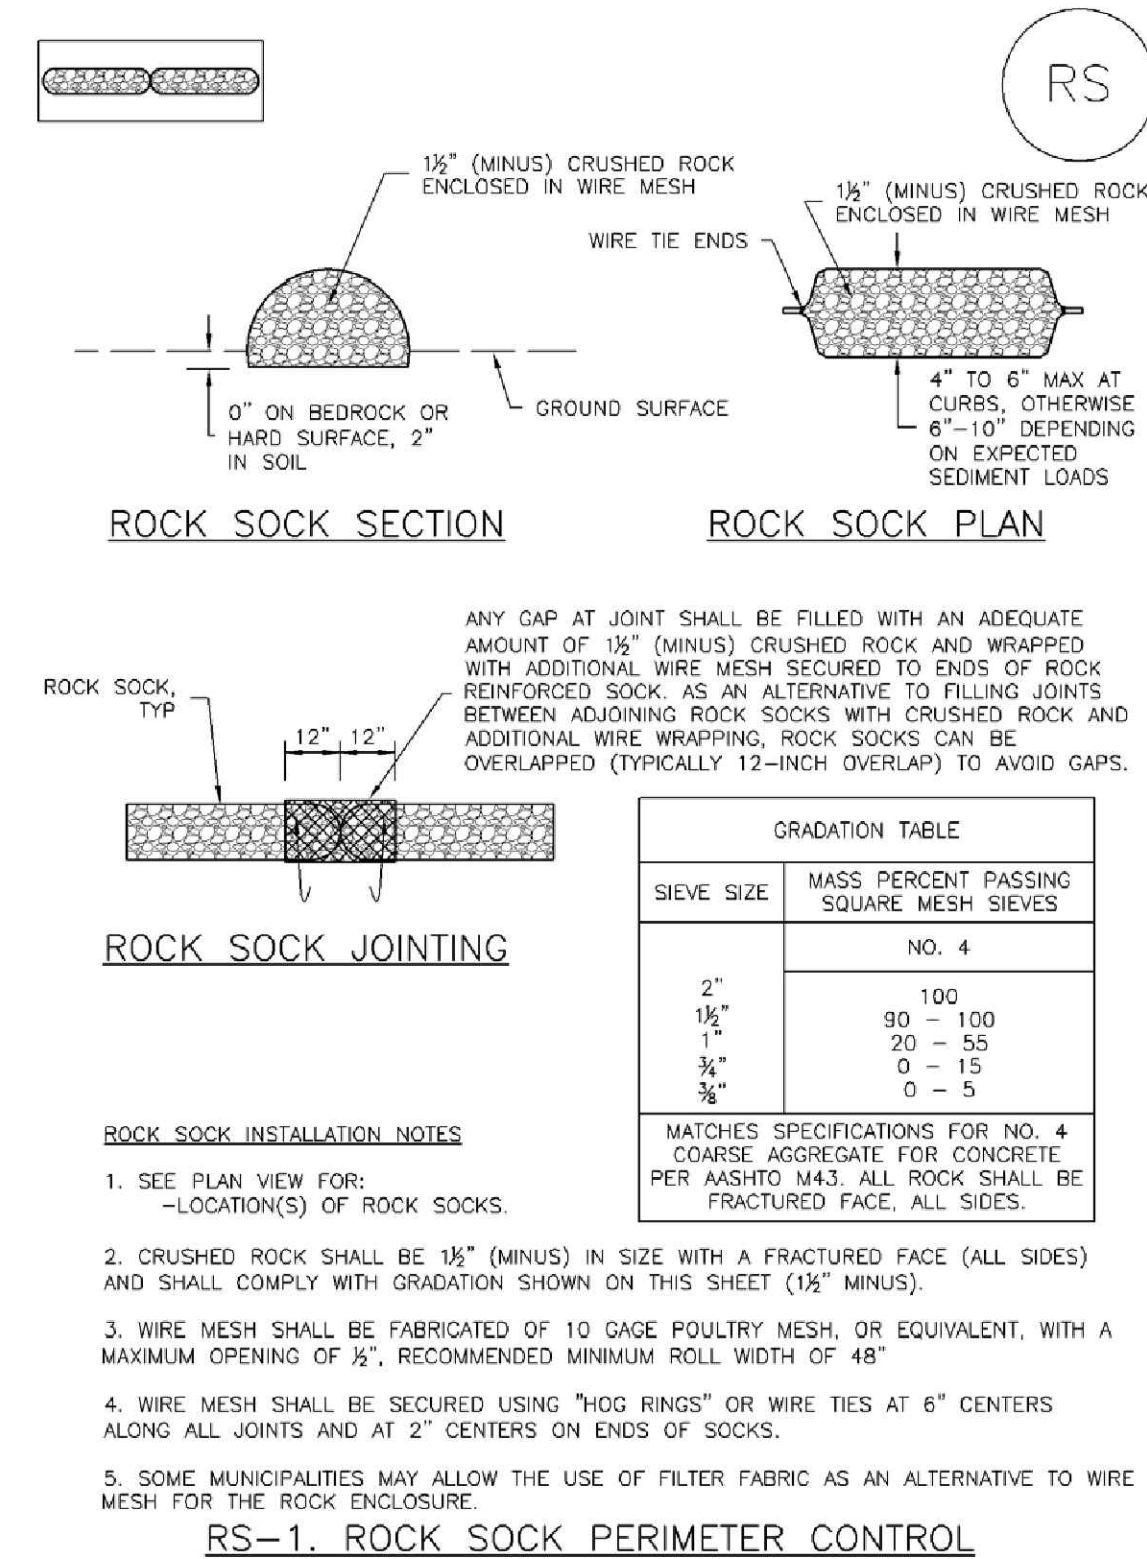 RS
1½" (MINUS) CRUSHED ROCK
ENCLOSED IN WIRE MESH
0" ON BEDROCK OR
HARD SURFACE, 2"
IN SOIL
GROUND SURFACE
ROCK SOCK SECTION
1½" (MINUS) CRUSHED ROCK
ENCLOSED IN WIRE MESH
WIRE TIE ENDS
4" TO 6" MAX AT
CURBS, OTHERWISE
6"-10" DEPENDING
ON EXPECTED
SEDIMENT LOADS
ROCK SOCK PLAN
ANY GAP AT JOINT SHALL BE FILLED WITH AN ADEQUATE
AMOUNT OF 1½" (MINUS) CRUSHED ROCK AND WRAPPED
WITH ADDITIONAL WIRE MESH SECURED TO ENDS OF ROCK
REINFORCED SOCK. AS AN ALTERNATIVE TO FILLING JOINTS
BETWEEN ADJOINING ROCK SOCKS WITH CRUSHED ROCK AND
ADDITIONAL WIRE WRAPPING, ROCK SOCKS CAN BE
OVERLAPPED (TYPICALLY 12-INCH OVERLAP) TO AVOID GAPS.
ROCK SOCK,
TYP
12" 12"
ROCK SOCK JOINTING
GRADATION TABLE
SIEVE SIZE
MASS PERCENT PASSING
SQUARE MESH SIEVES
NO. 4
2" 100
1½" 90 - 100
1" 20 - 55
¾" 0 - 15
⅜" 0 - 5
MATCHES SPECIFICATIONS FOR NO. 4
COARSE AGGREGATE FOR CONCRETE
PER AASHTO M43. ALL ROCK SHALL BE
FRACTURED FACE, ALL SIDES.
ROCK SOCK INSTALLATION NOTES
1. SEE PLAN VIEW FOR:
-LOCATION(S) OF ROCK SOCKS.
2. CRUSHED ROCK SHALL BE 1½" (MINUS) IN SIZE WITH A FRACTURED FACE (ALL SIDES)
AND SHALL COMPLY WITH GRADATION SHOWN ON THIS SHEET (1½" MINUS).
3. WIRE MESH SHALL BE FABRICATED OF 10 GAGE POULTRY MESH, OR EQUIVALENT, WITH A
MAXIMUM OPENING OF ½", RECOMMENDED MINIMUM ROLL WIDTH OF 48"
4. WIRE MESH SHALL BE SECURED USING "HOG RINGS" OR WIRE TIES AT 6" CENTERS
ALONG ALL JOINTS AND AT 2" CENTERS ON ENDS OF SOCKS.
5. SOME MUNICIPALITIES MAY ALLOW THE USE OF FILTER FABRIC AS AN ALTERNATIVE TO WIRE
MESH FOR THE ROCK ENCLOSURE.
RS-1. ROCK SOCK PERIMETER CONTROL